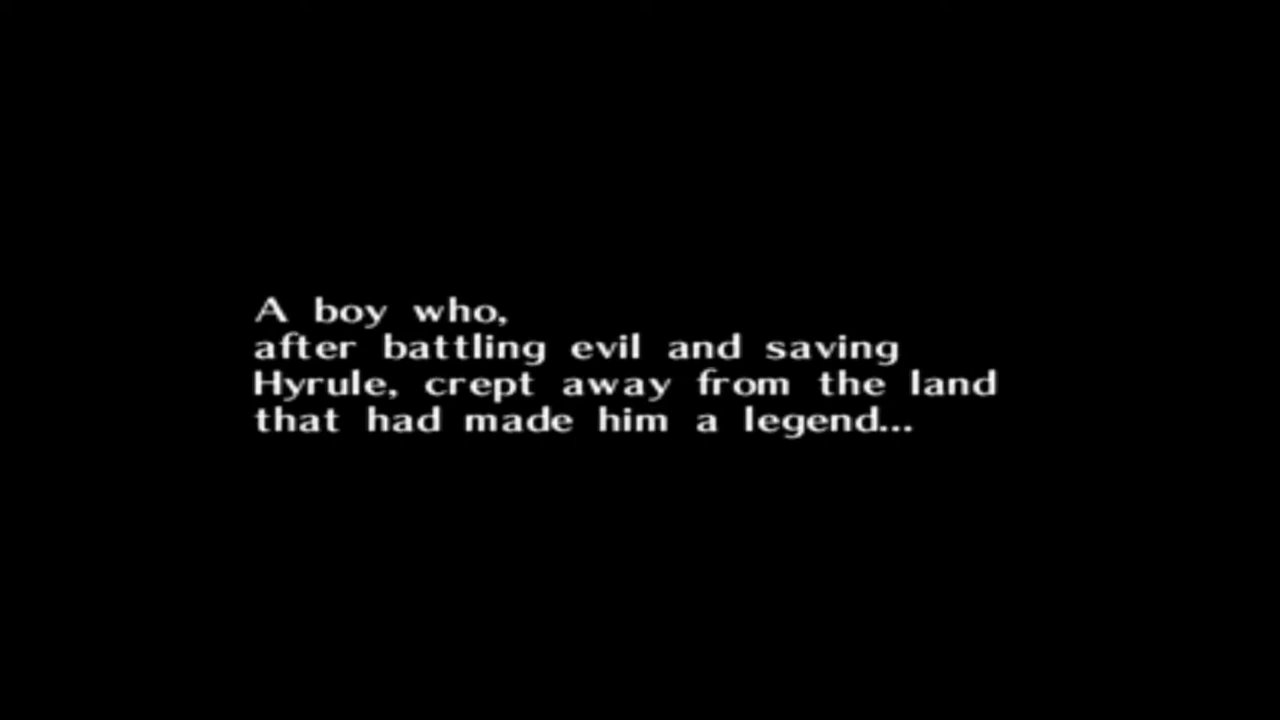 A boy who,
after battling evil and saving
Hyrule, crept away from the land
that had made him a legend...